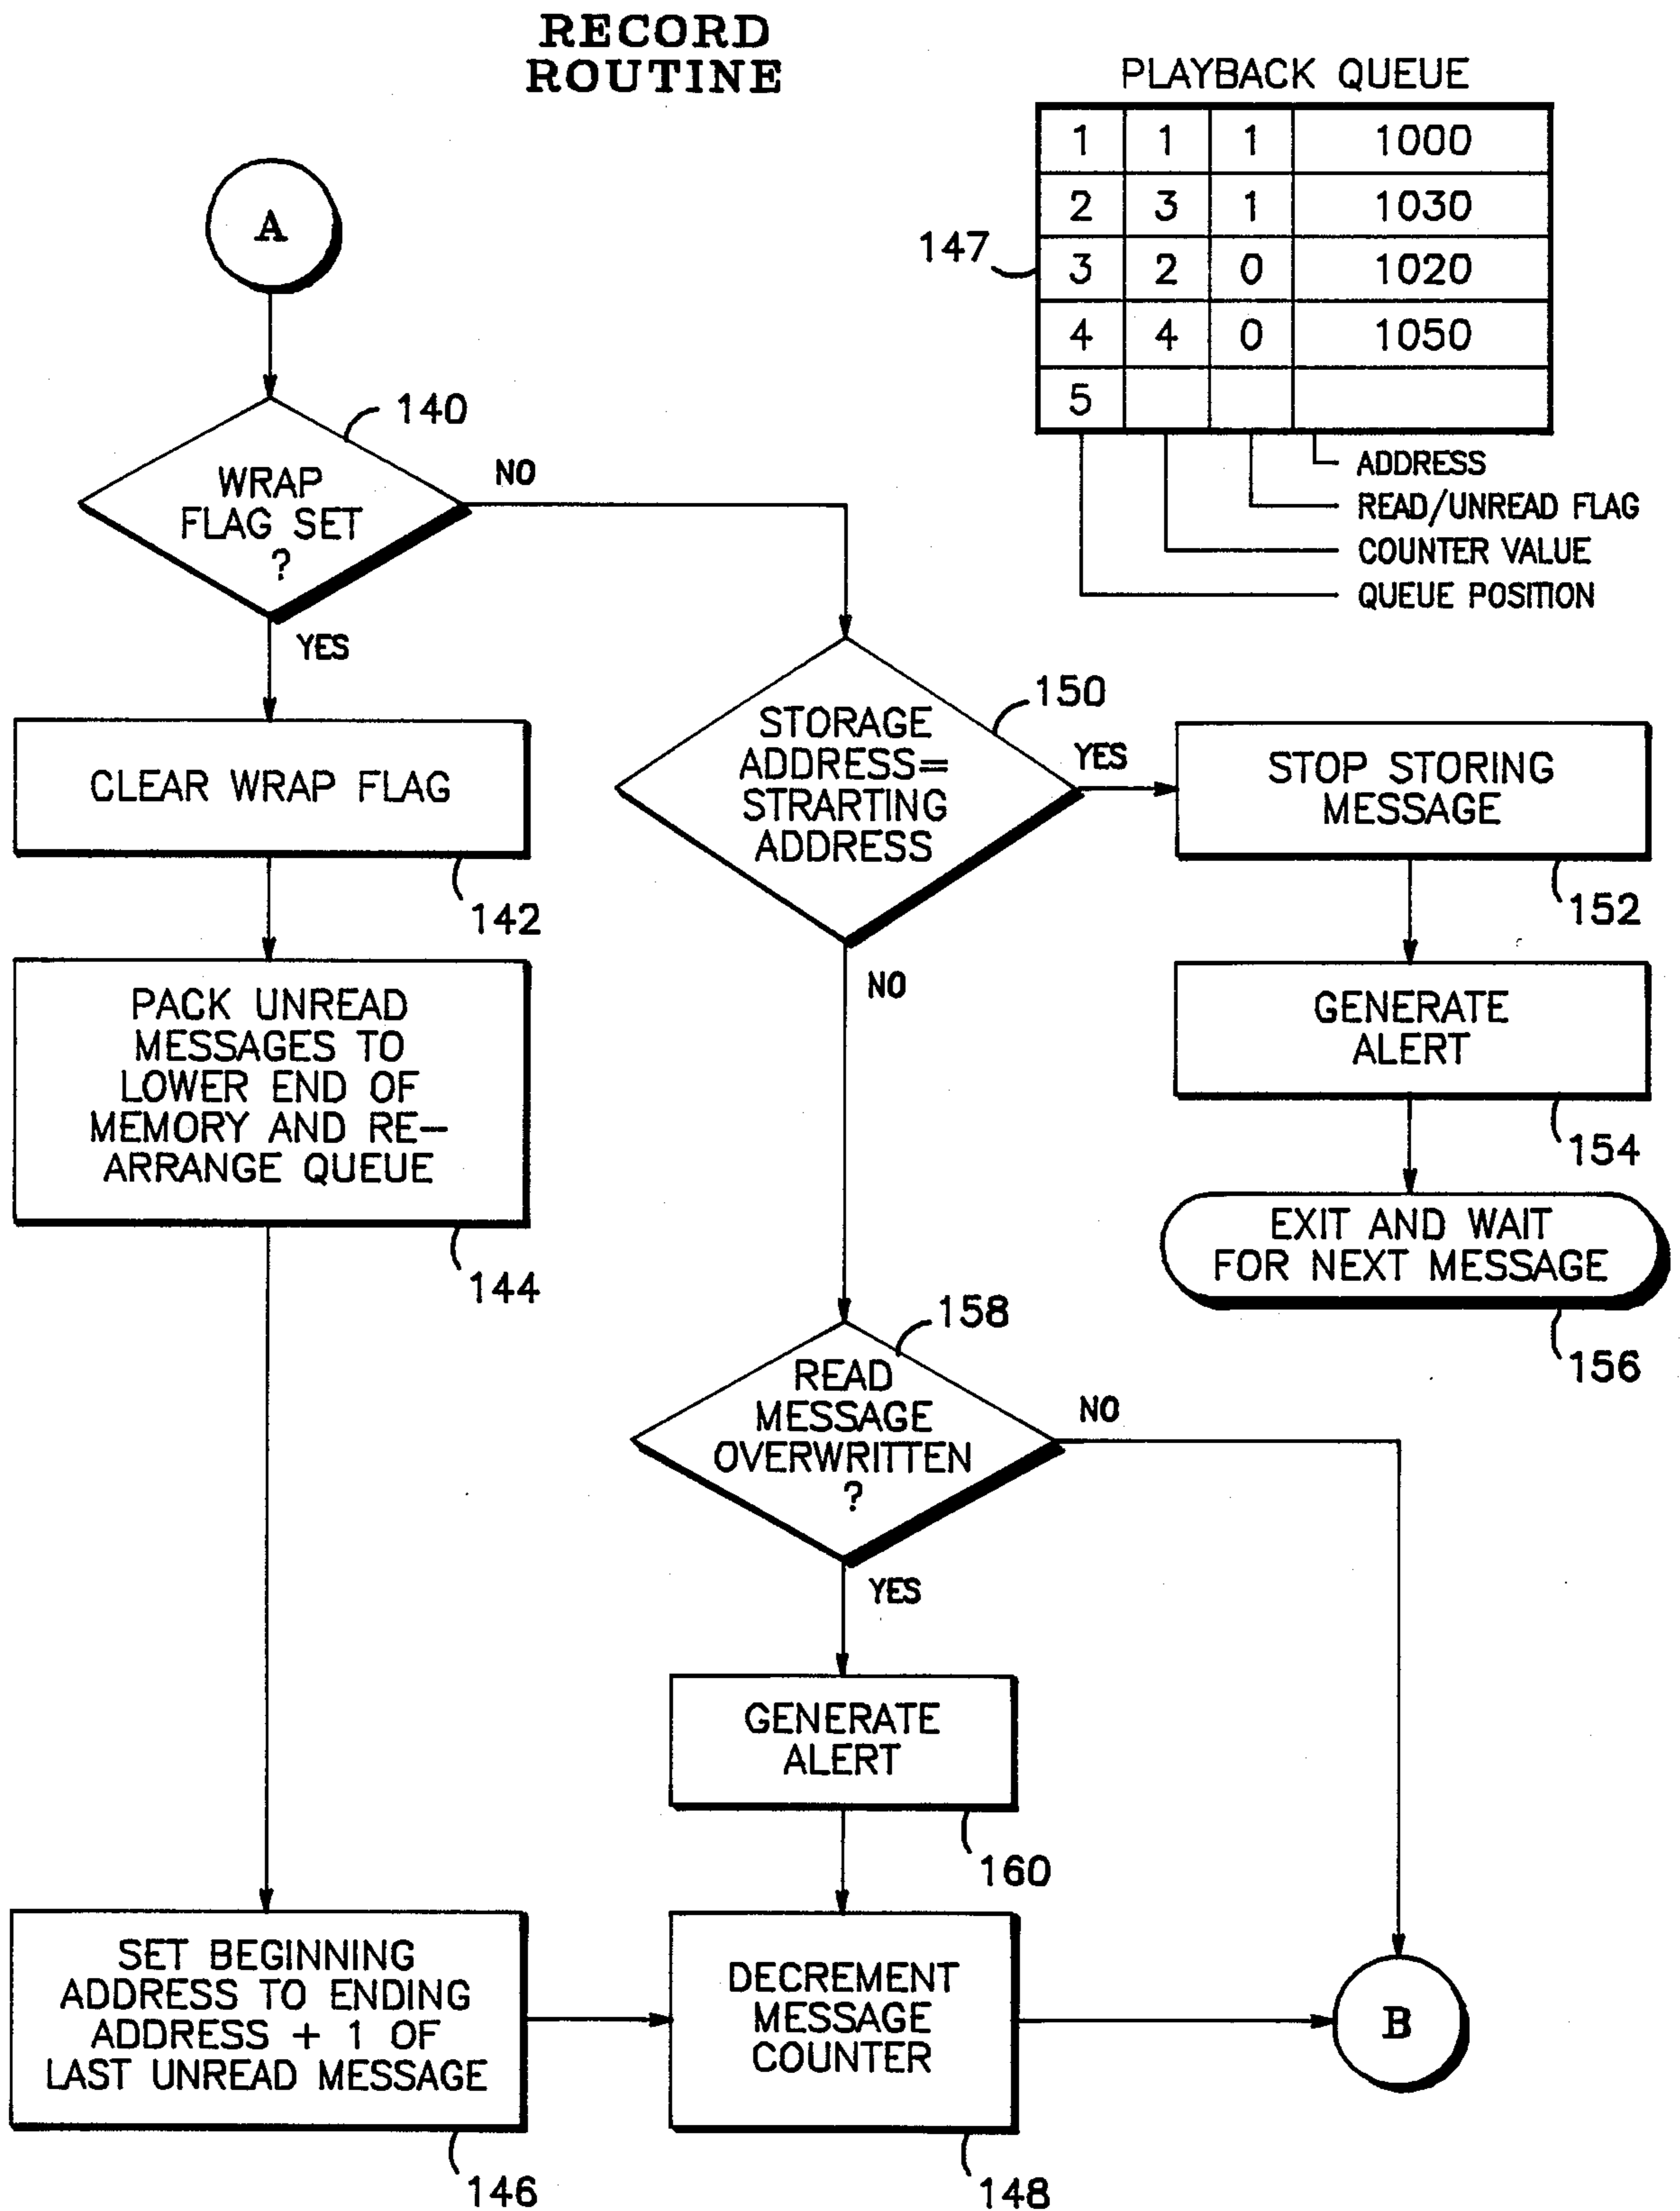 RECORD
ROUTINE
PLAYBACK QUEUE
1 1 1 1000
2 3 1 1030
3 2 0 1020
4 4 0 1050
5
147
ADDRESS
READ/UNREAD FLAG
COUNTER VALUE
QUEUE POSITION
A
140
WRAP
FLAG SET
?
NO
YES
CLEAR WRAP FLAG
142
PACK UNREAD
MESSAGES TO
LOWER END OF
MEMORY AND RE-
ARRANGE QUEUE
144
150
STORAGE
ADDRESS=
STRARTING
ADDRESS
YES
NO
STOP STORING
MESSAGE
152
GENERATE
ALERT
154
EXIT AND WAIT
FOR NEXT MESSAGE
156
158
READ
MESSAGE
OVERWRITTEN
?
NO
YES
GENERATE
ALERT
160
SET BEGINNING
ADDRESS TO ENDING
ADDRESS + 1 OF
LAST UNREAD MESSAGE
146
DECREMENT
MESSAGE
COUNTER
148
B